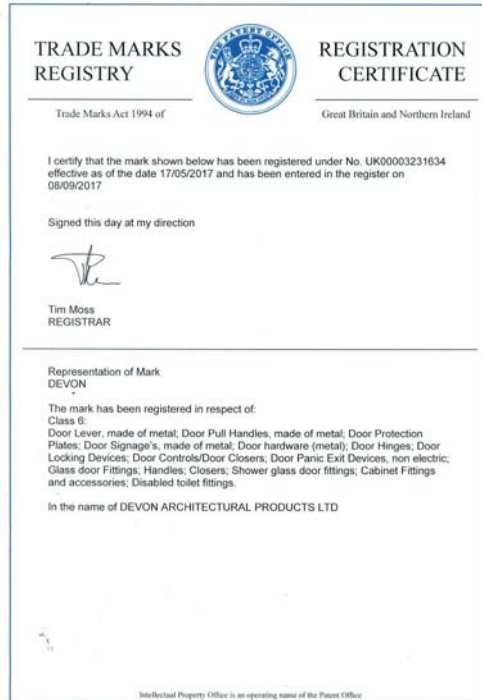 TRADE MARKS
REGISTRY
THE PATENT OFFICE
REGISTRATION
CERTIFICATE
Trade Marks Act 1994 of
Great Britain and Northern Ireland
I certify that the mark shown below has been registered under No. UK00003231634
effective as of the date 17/05/2017 and has been entered in the register on
08/09/2017
Signed this day at my direction
Tim Moss
REGISTRAR
Representation of Mark
DEVON
The mark has been registered in respect of:
Class 6:
Door Lever, made of metal; Door Pull Handles, made of metal; Door Protection
Plates; Door Signage's, made of metal; Door hardware (metal); Door Hinges; Door
Locking Devices; Door Controls/Door Closers; Door Panic Exit Devices, non electric;
Glass door Fittings; Handles; Closers; Shower glass door fittings; Cabinet Fittings
and accessories; Disabled toilet fittings.
In the name of DEVON ARCHITECTURAL PRODUCTS LTD
Intellectual Property Office is an operating name of the Patent Office